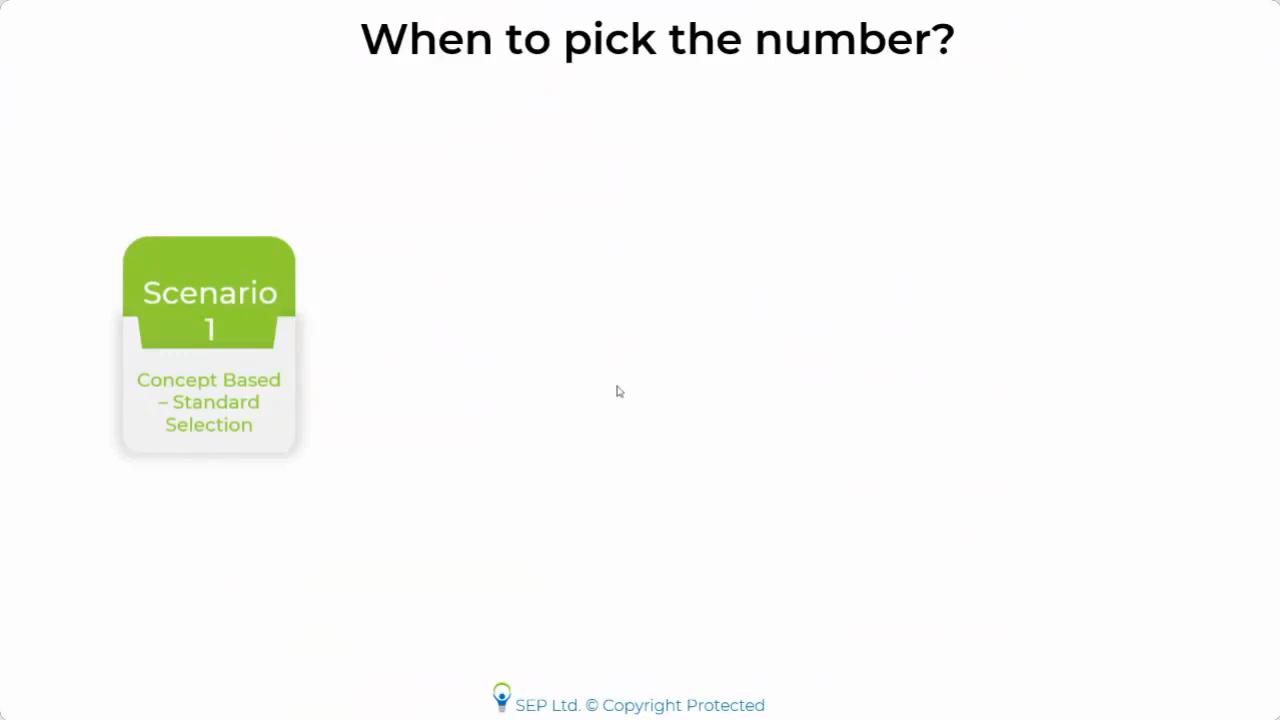 When to pick the number?
Scenario
1
Concept Based
– Standard
Selection
SEP Ltd. © Copyright Protected